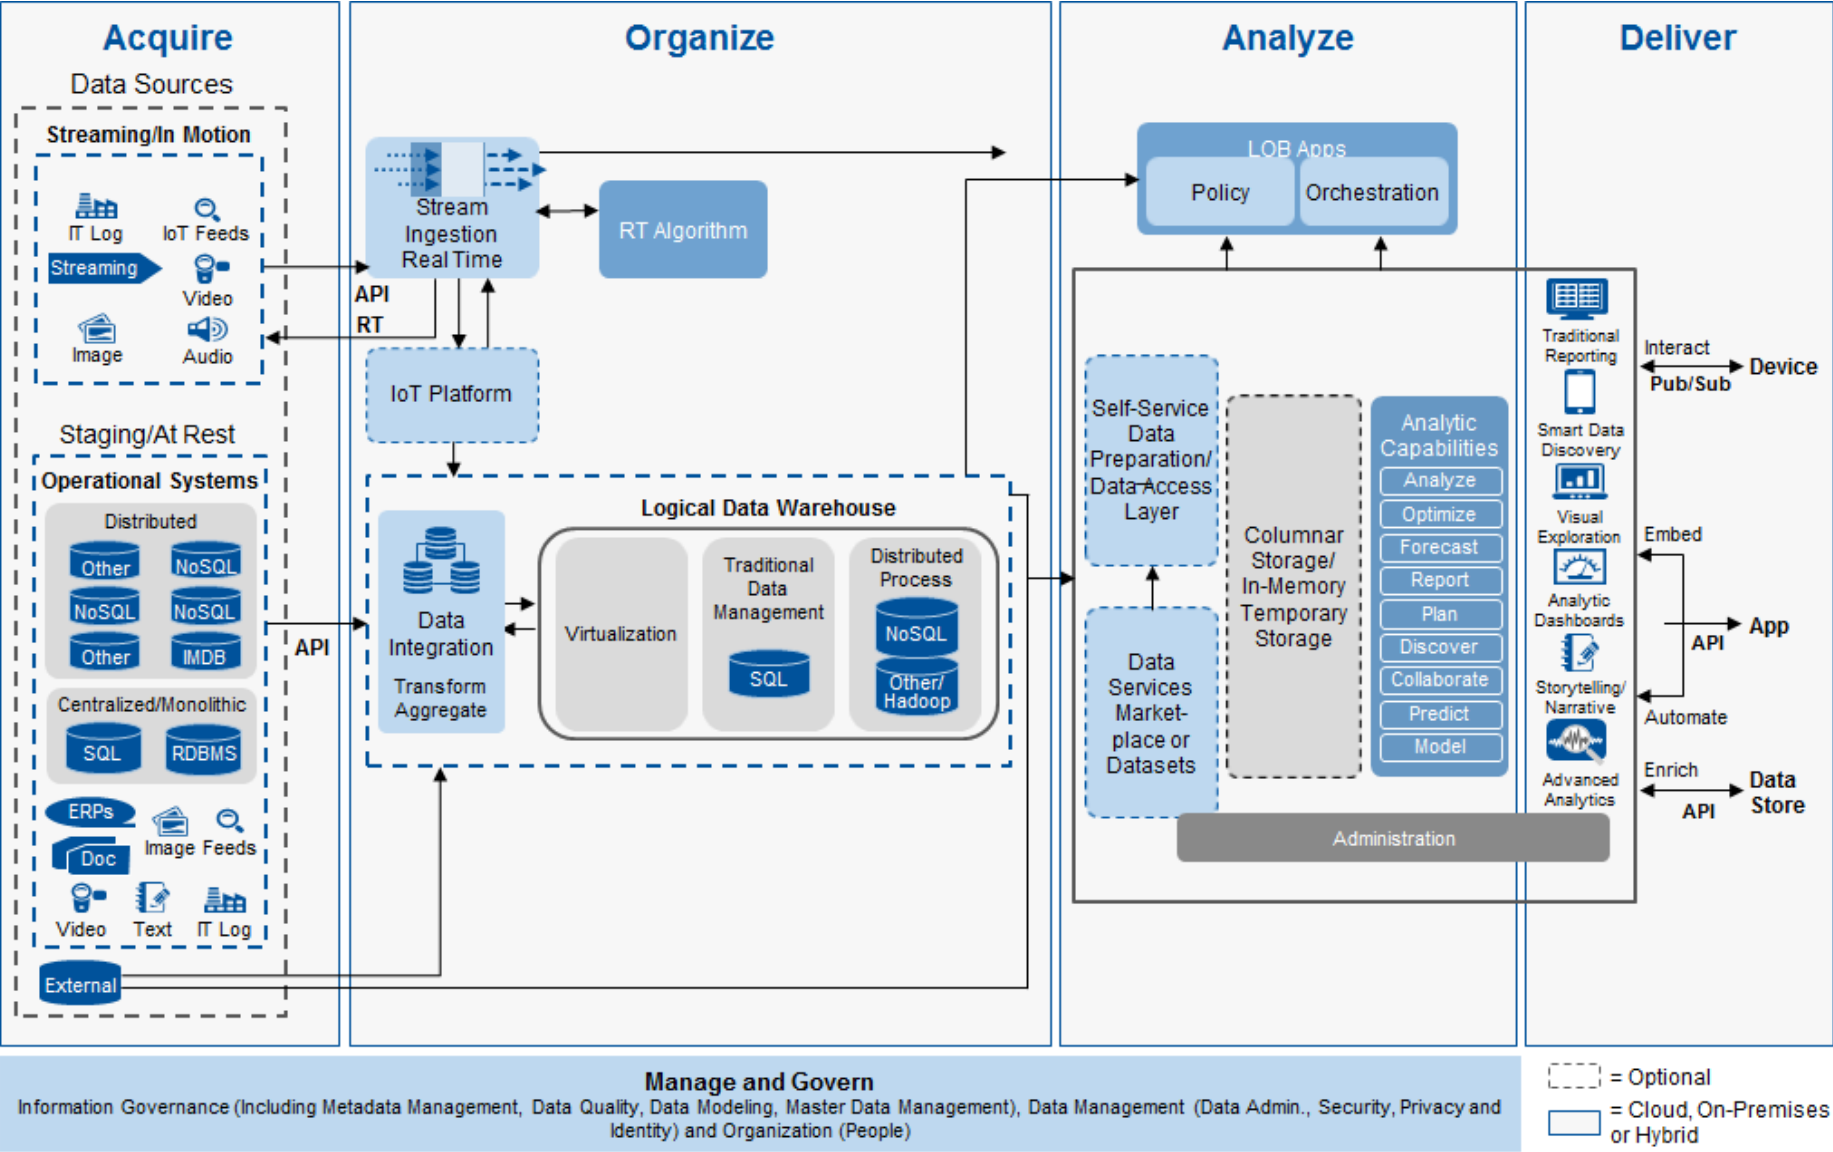 Acquire
Data Sources
Streaming/In Motion
IT Log
IoT Feeds
Streaming
Video
Image
Audio
Staging/At Rest
Operational Systems
Distributed
Other
NoSQL
NoSQL
NoSQL
Other
IMDB
Centralized/Monolithic
SQL
RDBMS
ERPs
Doc
Image
Feeds
Video
Text
IT Log
External
Organize
API
RT
API
Stream
Ingestion
Real Time
RT Algorithm
IoT Platform
Logical Data Warehouse
Data
Integration
Transform
Aggregate
Virtualization
Traditional
Data
Management
SQL
Distributed
Process
NoSQL
Other/
Hadoop
Analyze
LOB Apps
Policy
Orchestration
Self-Service
Data
Preparation/
Data Access
Layer
Data
Services
Market-
place or
Datasets
Columnar
Storage/
In-Memory
Temporary
Storage
Analytic
Capabilities
Analyze
Optimize
Forecast
Report
Plan
Discover
Collaborate
Predict
Model
Administration
Deliver
Traditional
Reporting
Smart Data
Discovery
Visual
Exploration
Analytic
Dashboards
Storytelling/
Narrative
Advanced
Analytics
Interact
Pub/Sub
Device
Embed
API
App
Automate
Enrich
API
Data
Store
Manage and Govern
Information Governance (Including Metadata Management, Data Quality, Data Modeling, Master Data Management), Data Management (Data Admin., Security, Privacy and
Identity) and Organization (People)
= Optional
= Cloud, On-Premises
or Hybrid